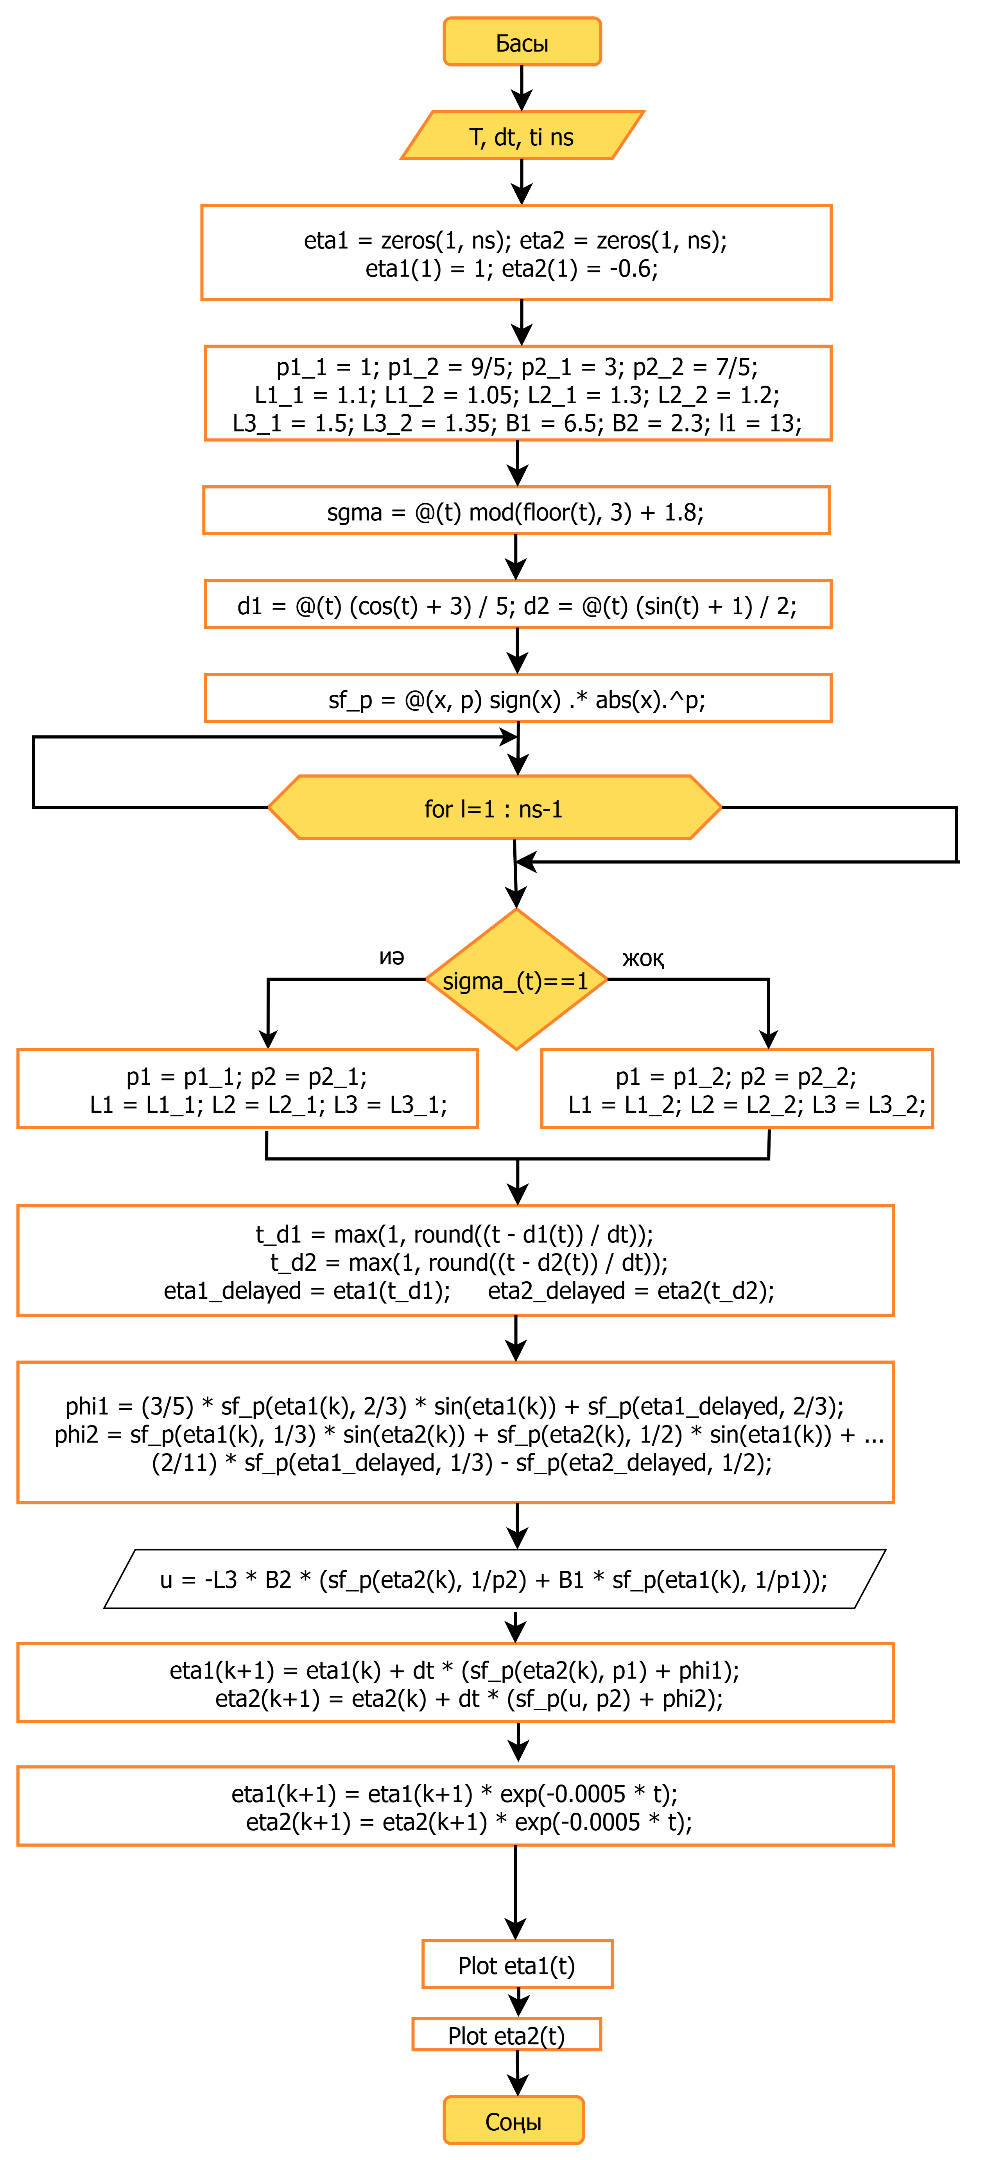 Басы
T, dt, ti ns
eta1 = zeros(1, ns); eta2 = zeros(1, ns);
eta1(1) = 1; eta2(1) = -0.6;
p1_1 = 1; p1_2 = 9/5; p2_1 = 3; p2_2 = 7/5;
L1_1 = 1.1; L1_2 = 1.05; L2_1 = 1.3; L2_2 = 1.2;
L3_1 = 1.5; L3_2 = 1.35; B1 = 6.5; B2 = 2.3; l1 = 13;
sgma = @(t) mod(floor(t), 3) + 1.8;
d1 = @(t) (cos(t) + 3) / 5; d2 = @(t) (sin(t) + 1) / 2;
sf_p = @(x, p) sign(x) .* abs(x).^p;
for l=1 : ns-1
иә
жоқ
sigma_(t)==1
p1 = p1_1; p2 = p2_1;
L1 = L1_1; L2 = L2_1; L3 = L3_1;
p1 = p1_2; p2 = p2_2;
L1 = L1_2; L2 = L2_2; L3 = L3_2;
t_d1 = max(1, round((t - d1(t)) / dt));
t_d2 = max(1, round((t - d2(t)) / dt));
eta1_delayed = eta1(t_d1); eta2_delayed = eta2(t_d2);
phi1 = (3/5) * sf_p(eta1(k), 2/3) * sin(eta1(k)) + sf_p(eta1_delayed, 2/3);
phi2 = sf_p(eta1(k), 1/3) * sin(eta2(k)) + sf_p(eta2(k), 1/2) * sin(eta1(k)) + ...
(2/11) * sf_p(eta1_delayed, 1/3) - sf_p(eta2_delayed, 1/2);
u = -L3 * B2 * (sf_p(eta2(k), 1/p2) + B1 * sf_p(eta1(k), 1/p1));
eta1(k+1) = eta1(k) + dt * (sf_p(eta2(k), p1) + phi1);
eta2(k+1) = eta2(k) + dt * (sf_p(u, p2) + phi2);
eta1(k+1) = eta1(k+1) * exp(-0.0005 * t);
eta2(k+1) = eta2(k+1) * exp(-0.0005 * t);
Plot eta1(t)
Plot eta2(t)
Соңы